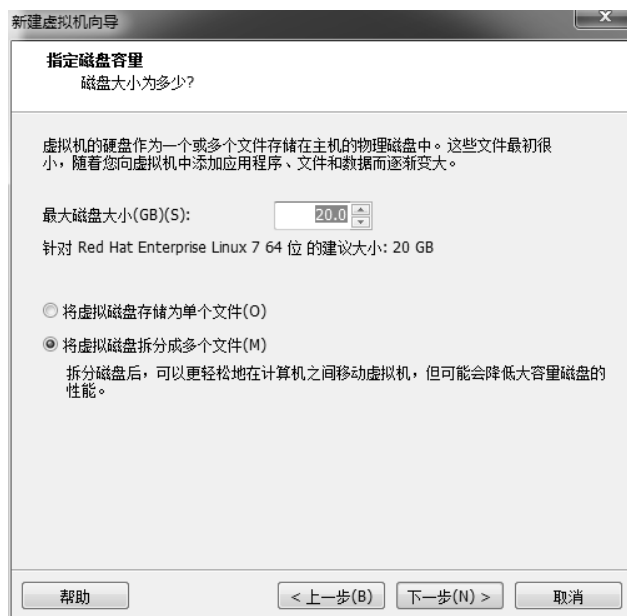 新建虚拟机向导
指定磁盘容量
磁盘大小为多少?
虚拟机的硬盘作为一个或多个文件存储在主机的物理磁盘中。这些文件最初很
小，随着您向虚拟机中添加应用程序、文件和数据而逐渐变大。
最大磁盘大小(GB)(S): 20.0
针对 Red Hat Enterprise Linux 7 64 位 的建议大小: 20 GB
将虚拟磁盘存储为单个文件(O)
将虚拟磁盘拆分成多个文件(M)
拆分磁盘后，可以更轻松地在计算机之间移动虚拟机，但可能会降低大容量磁盘的
性能。
帮助 < 上一步(B) 下一步(N) > 取消